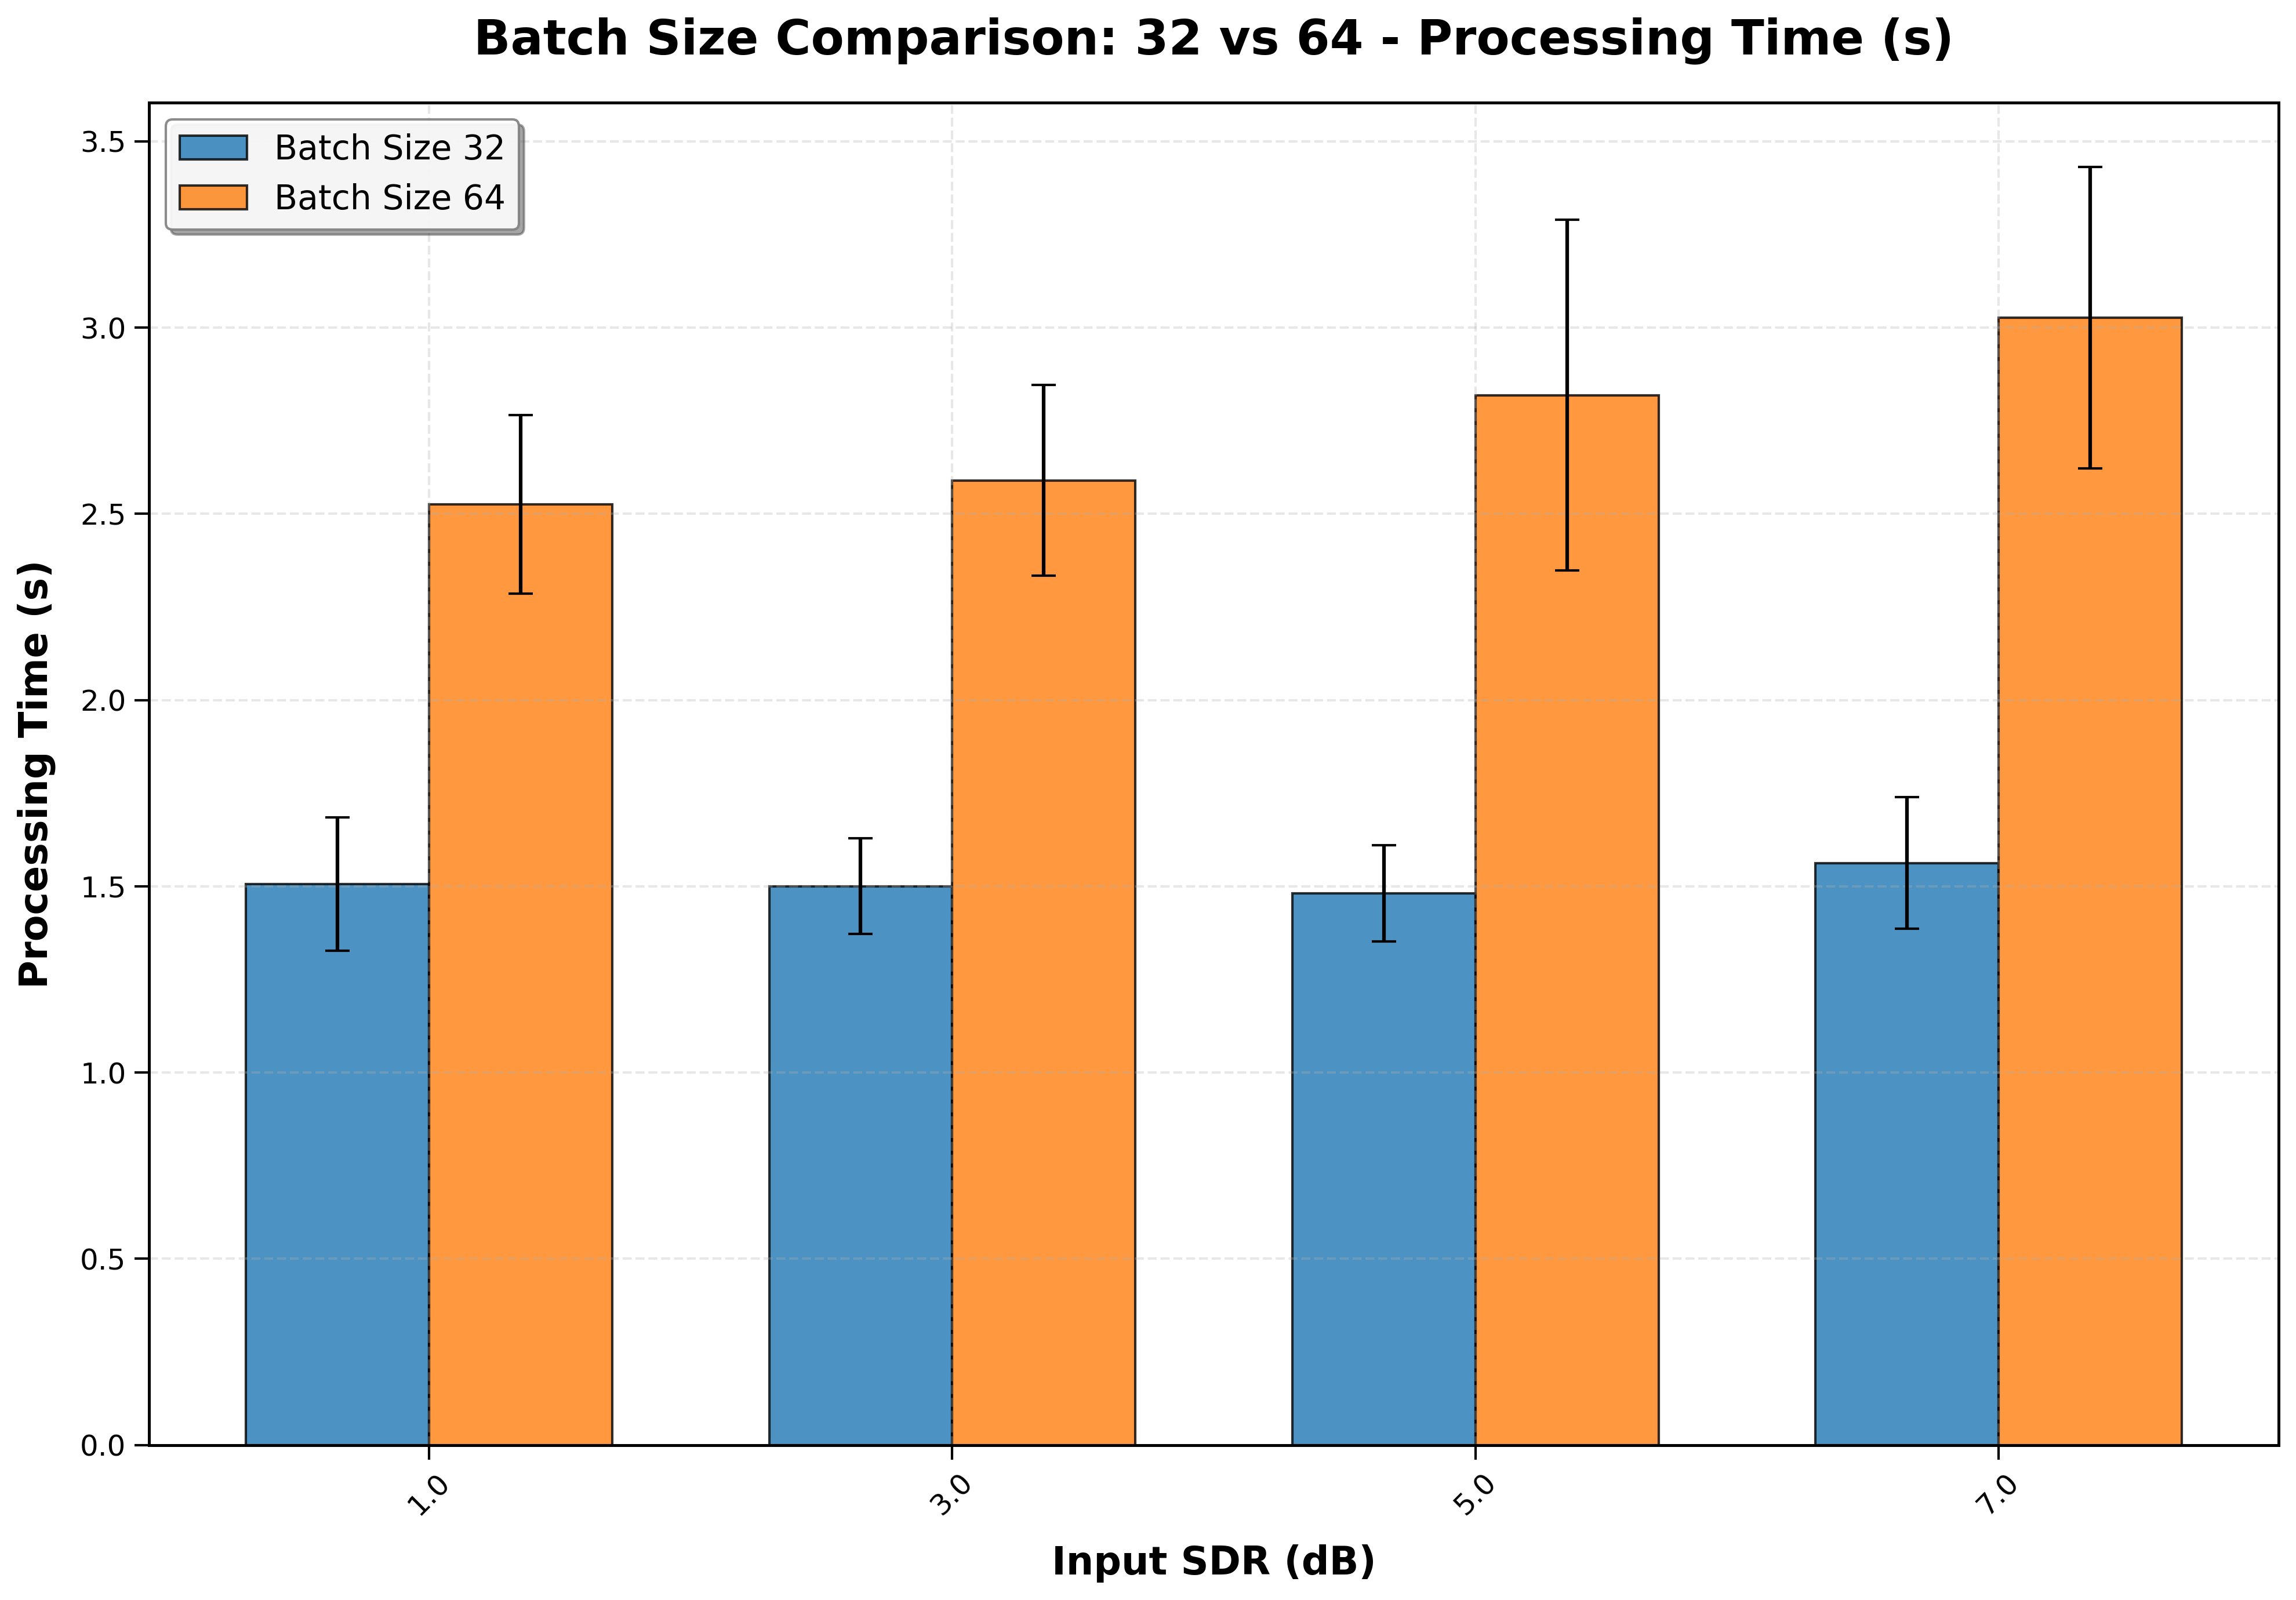 Batch Size Comparison: 32 vs 64 - Processing Time (s)
Batch Size 32
Batch Size 64
Processing Time (s)
3.5
3.0
2.5
2.0
1.5
1.0
0.5
0.0
1.0
3.0
5.0
7.0
Input SDR (dB)